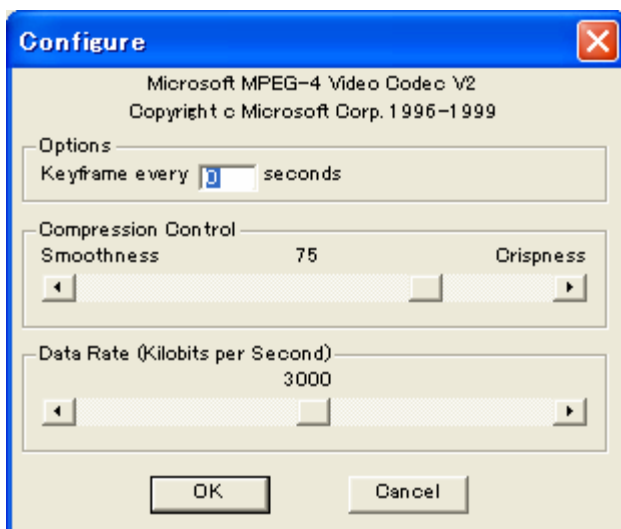 Configure
Microsoft MPEG-4 Video Codec V2
Copyright c Microsoft Corp. 1996-1999
Options
Keyframe every 0 seconds
Compression Control
Smoothness 75 Crispness
Data Rate (Kilobits per Second)
3000
OK Cancel